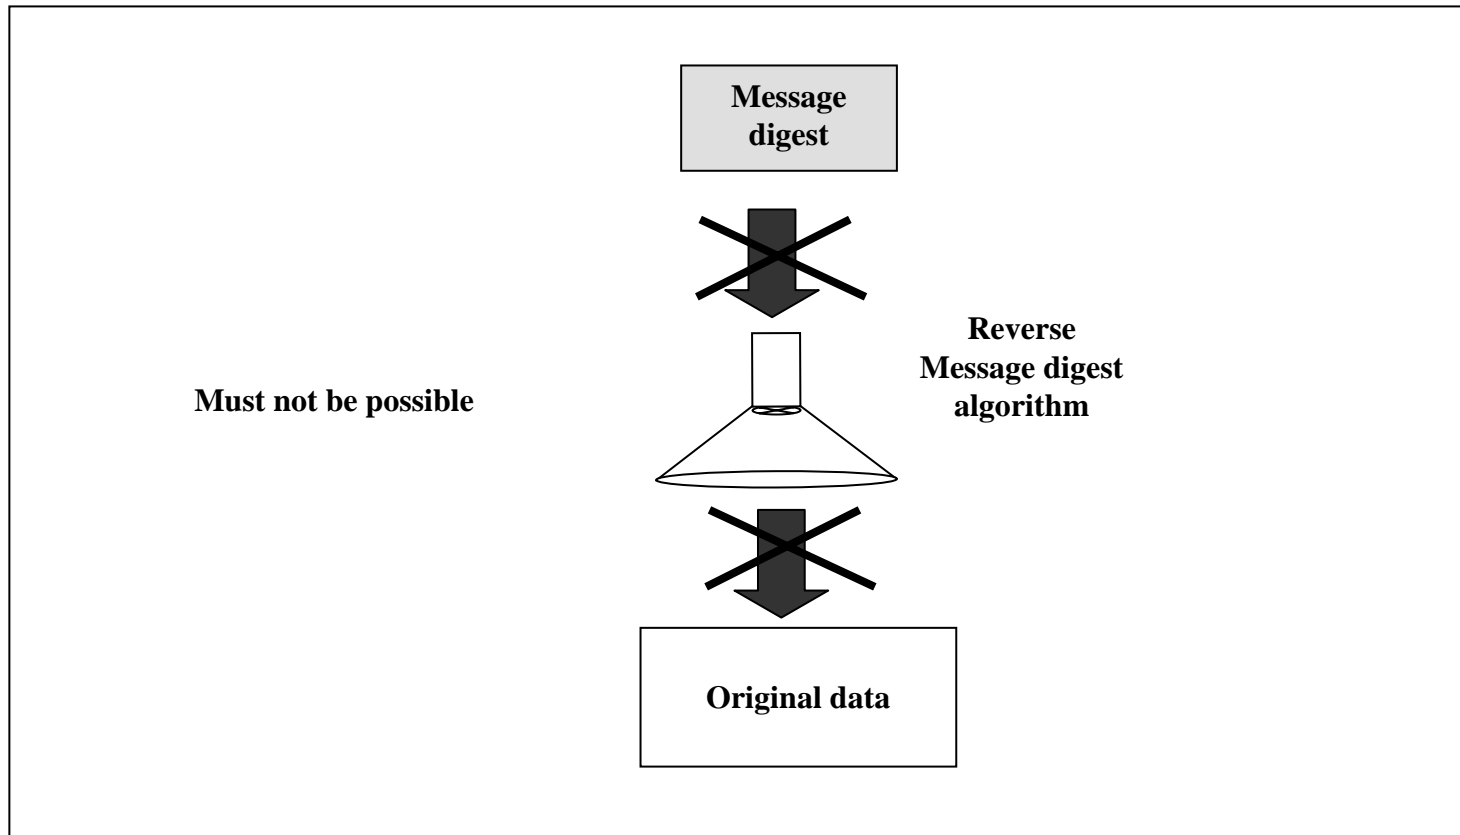 Message
digest
Reverse
Message digest
algorithm
Must not be possible
Original data